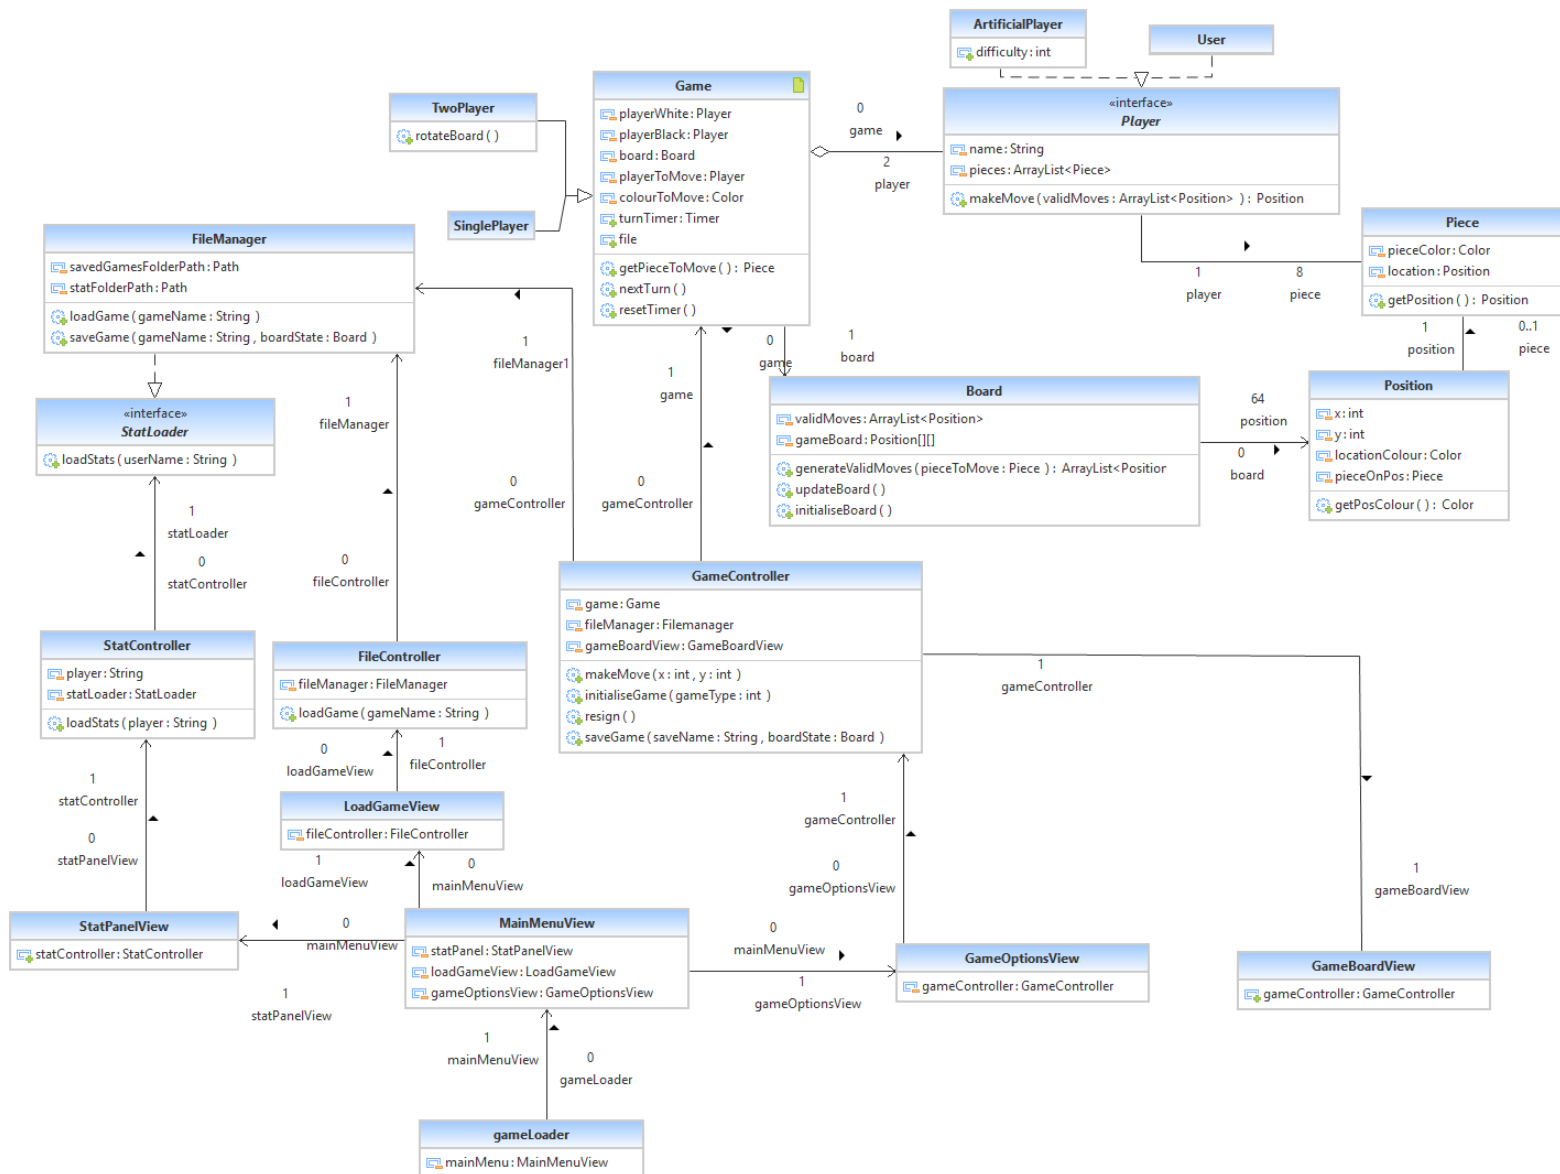 ArtificialPlayer
difficulty: int
User
Game
playerWhite: Player
playerBlack: Player
board: Board
playerToMove: Player
colourToMove: Color
turnTimer: Timer
file
getPieceToMove ( ) : Piece
nextTurn ( )
resetTimer ( )
TwoPlayer
rotateBoard ( )
SinglePlayer
0
game
2
player
«interface»
Player
name: String
pieces: ArrayList<Piece>
makeMove (validMoves: ArrayList<Position> ) : Position
1
player
8
piece
Piece
pieceColor: Color
location: Position
getPosition ( ) : Position
1
position
0..1
piece
FileManager
savedGamesFolderPath: Path
statFolderPath: Path
loadGame (gameName: String )
saveGame (gameName: String , boardState: Board )
1
fileManager1
1
game
0
game
1
board
Board
validMoves: ArrayList<Position>
gameBoard: Position[][]
generateValidMoves (pieceToMove: Piece ) : ArrayList<Position
updateBoard ( )
initialiseBoard ( )
64
position
0
board
Position
x: int
y: int
locationColour: Color
pieceOnPos: Piece
getPosColour ( ) : Color
«interface»
StatLoader
loadStats (userName: String )
1
fileManager
0
gameController
0
gameController
1
statLoader
0
statController
0
fileController
GameController
game: Game
fileManager: Filemanager
gameBoardView: GameBoardView
makeMove (x: int , y: int )
initialiseGame (gameType: int )
resign ( )
saveGame (saveName: String , boardState: Board )
StatController
player: String
statLoader: StatLoader
loadStats (player: String )
FileController
fileManager: FileManager
loadGame (gameName: String )
1
gameController
0
loadGameView
1
fileController
1
statController
0
statPanelView
LoadGameView
fileController: FileController
1
gameController
0
gameOptionsView
1
loadGameView
0
mainMenuView
1
gameBoardView
StatPanelView
statController: StatController
0
mainMenuView
MainMenuView
statPanel: StatPanelView
loadGameView: LoadGameView
gameOptionsView: GameOptionsView
0
mainMenuView
1
gameOptionsView
GameOptionsView
gameController: GameController
GameBoardView
gameController: GameController
1
statPanelView
1
mainMenuView
0
gameLoader
gameLoader
mainMenu: MainMenuView